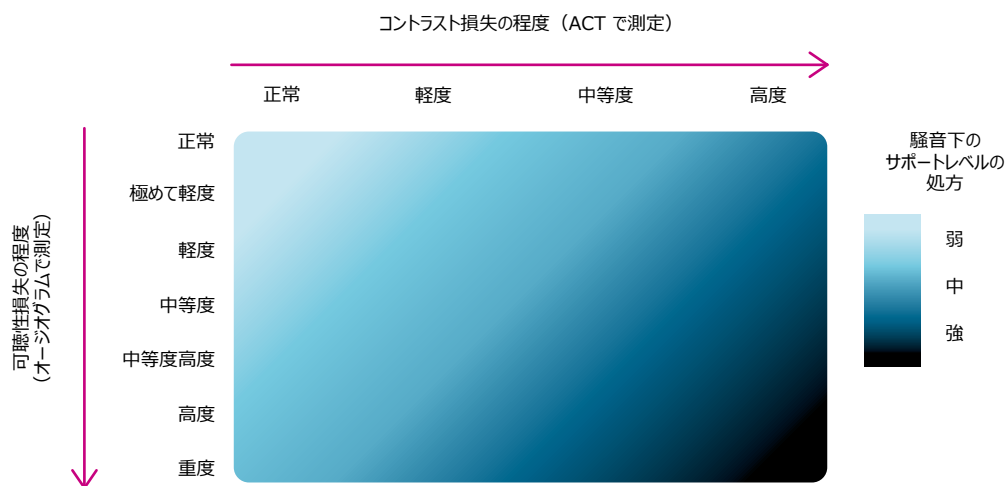 コントラスト損失の程度（ACT で測定）
正常
軽度
中等度
高度
正常
極めて軽度
軽度
中等度
中等度高度
高度
重度
可聴性損失の程度
（オージオグラムで測定）
騒音下の
サポートレベルの
処方
弱
中
強